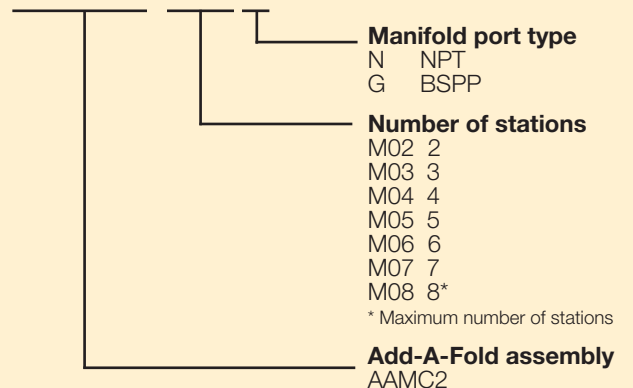 Manifold port type
N NPT
G BSPP
Number of stations
M02 2
M03 3
M04 4
M05 5
M06 6
M07 7
M08 8*
* Maximum number of stations
Add-A-Fold assembly
AAMC2